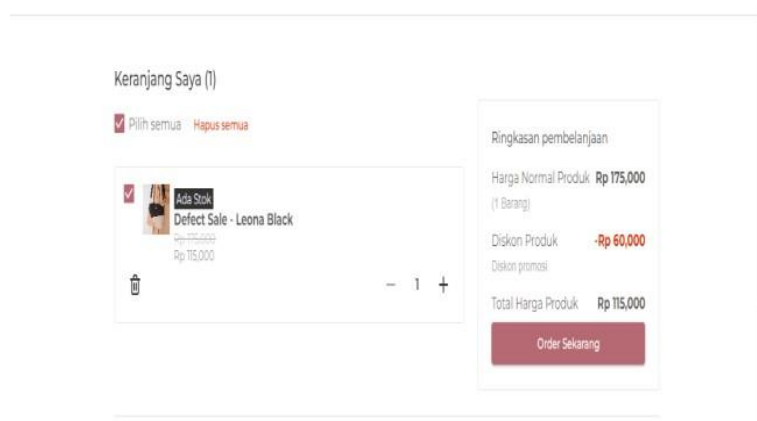 Keranjang Saya (1)
Pilih semua Hapus semua
Ada Stok
Defect Sale - Leona Black
Rp 175,000
Rp 115,000
- 1 +
Ringkasan pembelanjaan
Harga Normal Produk Rp 175,000
(1 Barang)
Diskon Produk -Rp 60,000
Diskon promosi
Total Harga Produk Rp 115,000
Order Sekarang